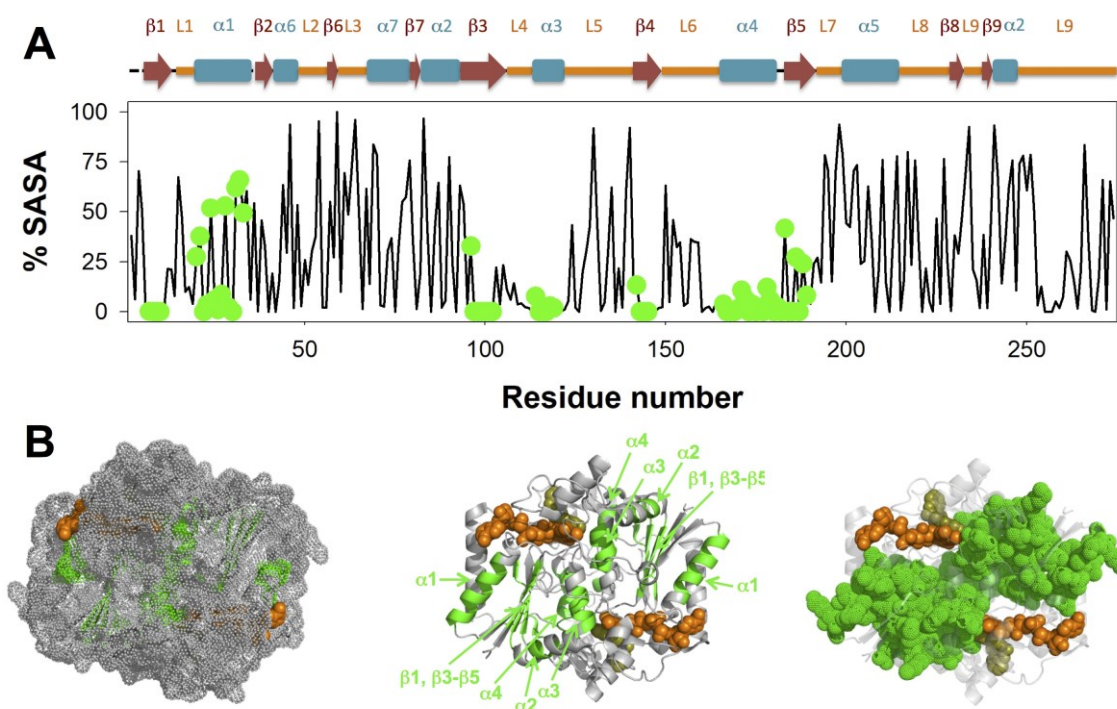 A
β1 L1 α1 β2 α6 L2 β6 L3 α7 β7 α2 β3 L4 α3 L5 β4 L6 α4 β5 L7 α5 L8 β8 L9 β9 α2 L9
100
75
50
25
0
% SASA
50 100 150 200 250
Residue number
B
α4
α3 α2
β1, β3-β5
α1
α1
β1, β3-β5
α4 α3
α2